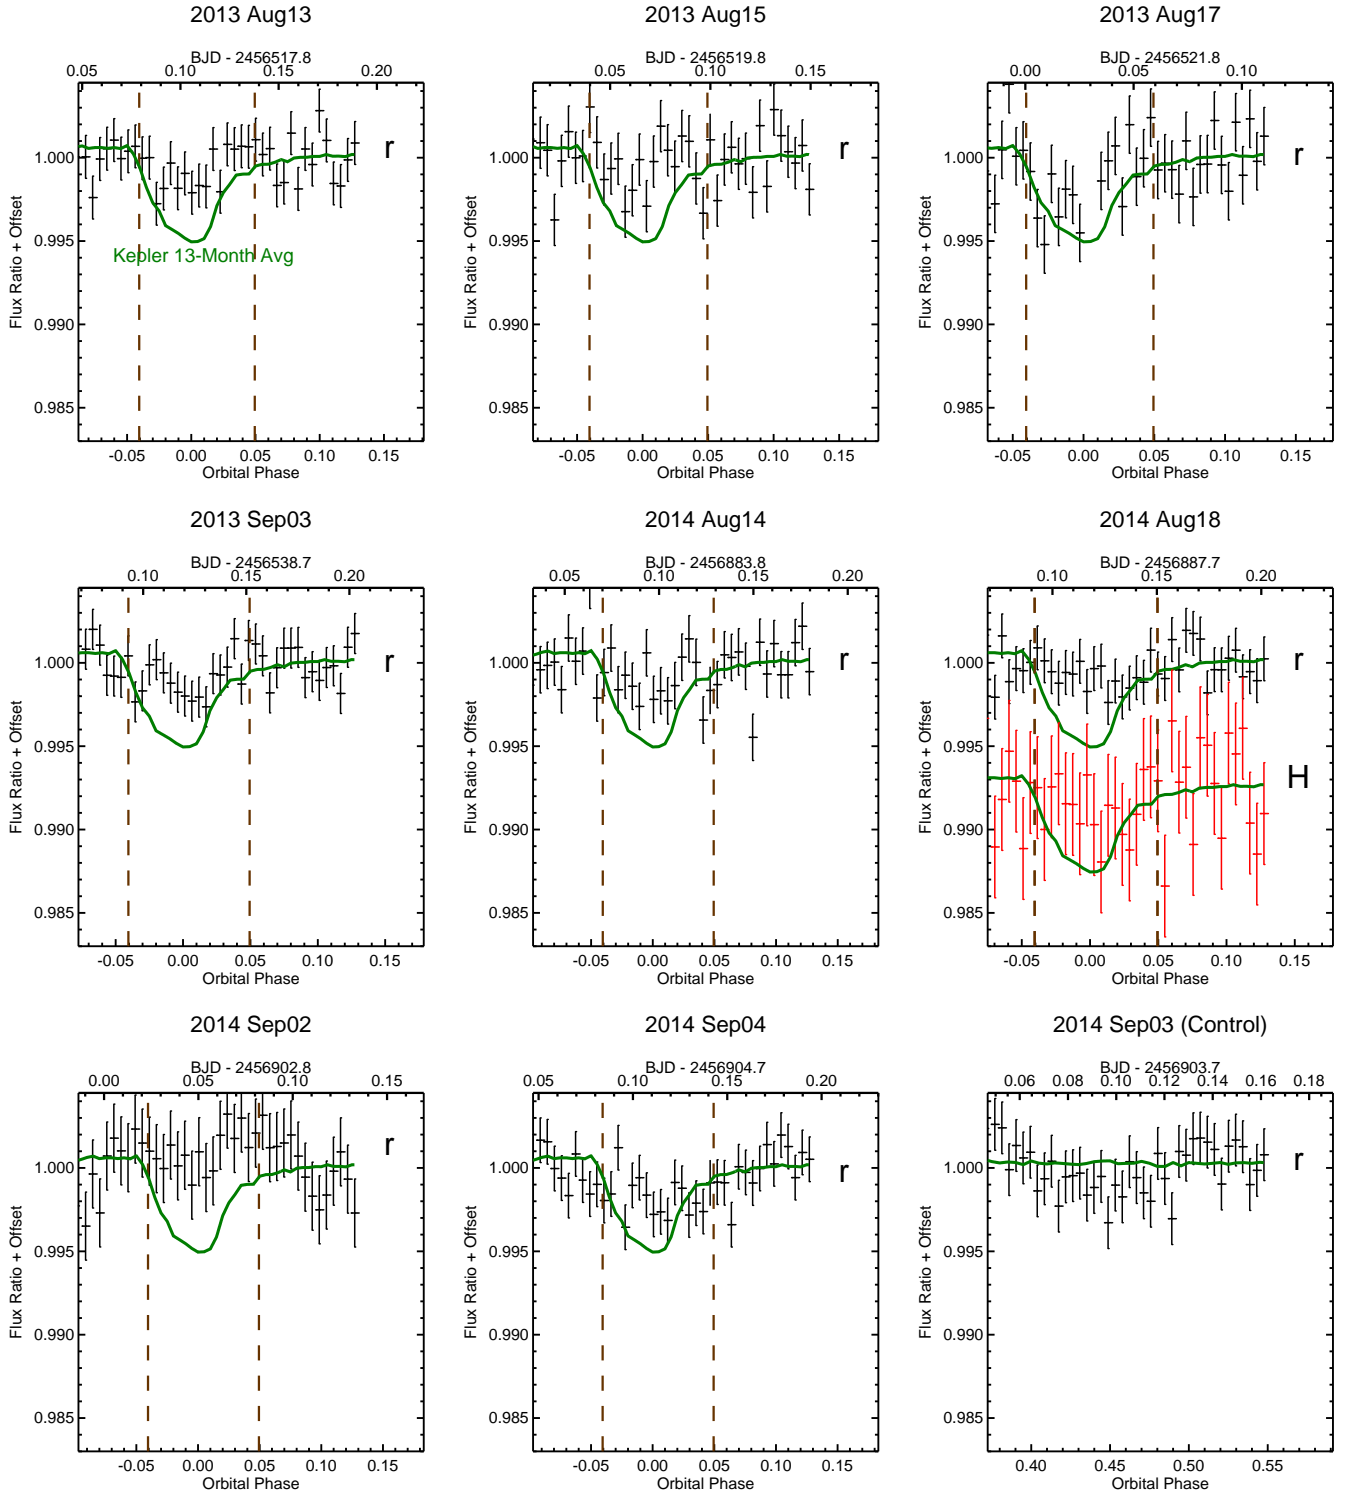 2013 Aug13
BJD - 2456517.8
0.05 0.10 0.15 0.20
1.000
0.995
0.990
0.985
Flux Ratio + Offset
r
Kepler 13-Month Avg
-0.05 0.00 0.05 0.10 0.15
Orbital Phase
2013 Aug15
BJD - 2456519.8
0.05 0.10 0.15
1.000
0.995
0.990
0.985
Flux Ratio + Offset
r
-0.05 0.00 0.05 0.10 0.15
Orbital Phase
2013 Aug17
BJD - 2456521.8
0.00 0.05 0.10
1.000
0.995
0.990
0.985
Flux Ratio + Offset
r
-0.05 0.00 0.05 0.10 0.15
Orbital Phase
2013 Sep03
BJD - 2456538.7
0.10 0.15 0.20
1.000
0.995
0.990
0.985
Flux Ratio + Offset
r
-0.05 0.00 0.05 0.10 0.15
Orbital Phase
2014 Aug14
BJD - 2456883.8
0.05 0.10 0.15 0.20
1.000
0.995
0.990
0.985
Flux Ratio + Offset
r
-0.05 0.00 0.05 0.10 0.15
Orbital Phase
2014 Aug18
BJD - 2456887.7
0.10 0.15 0.20
1.000
0.995
0.990
0.985
Flux Ratio + Offset
r
H
-0.05 0.00 0.05 0.10 0.15
Orbital Phase
2014 Sep02
BJD - 2456902.8
0.00 0.05 0.10 0.15
1.000
0.995
0.990
0.985
Flux Ratio + Offset
r
-0.05 0.00 0.05 0.10 0.15
Orbital Phase
2014 Sep04
BJD - 2456904.7
0.05 0.10 0.15 0.20
1.000
0.995
0.990
0.985
Flux Ratio + Offset
r
-0.05 0.00 0.05 0.10 0.15
Orbital Phase
2014 Sep03 (Control)
BJD - 2456903.7
0.06 0.08 0.10 0.12 0.14 0.16 0.18
1.000
0.995
0.990
0.985
Flux Ratio + Offset
r
0.40 0.45 0.50 0.55
Orbital Phase